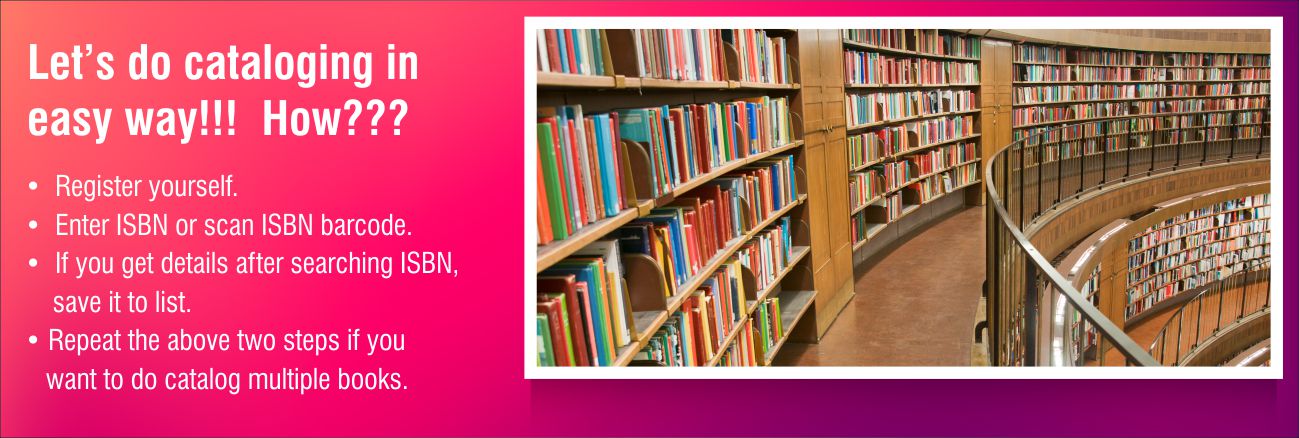 Let’s do cataloging in
easy way!!!  How???
• Register yourself.
• Enter ISBN or scan ISBN barcode.
• If you get details after searching ISBN,
save it to list.
• Repeat the above two steps if you
want to do catalog multiple books.